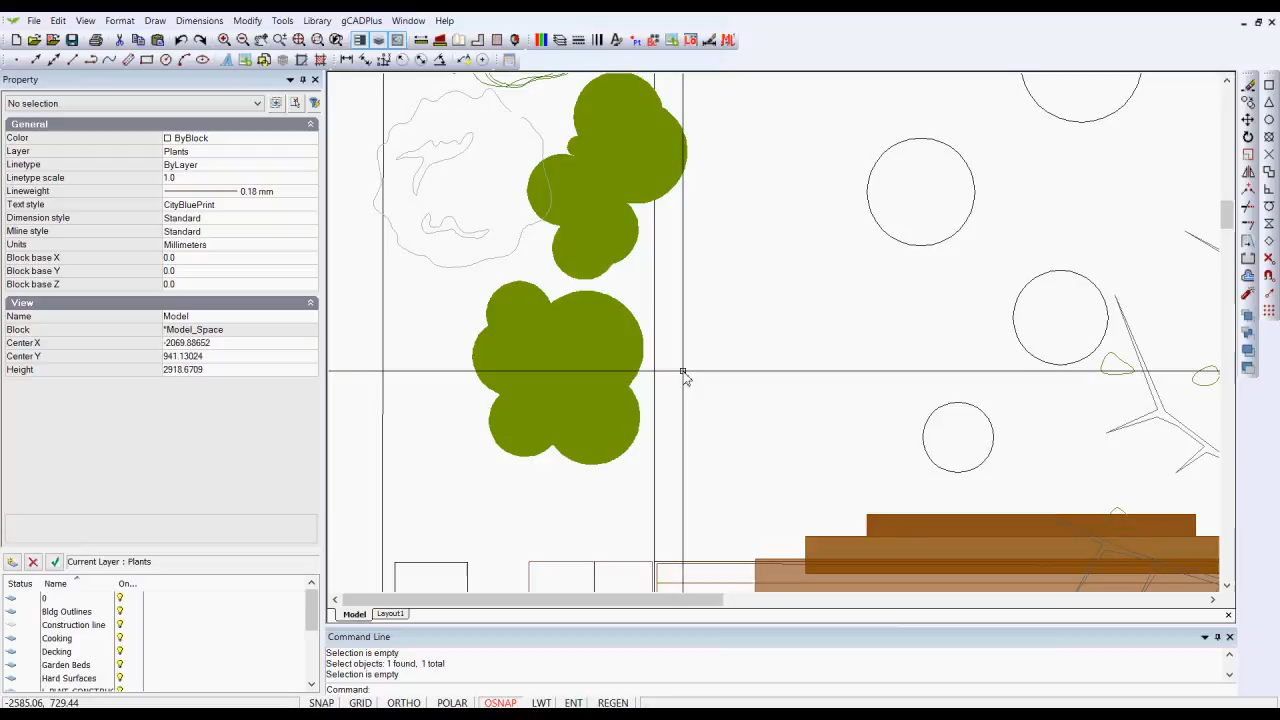 File Edit Views Format Draw Dimensions Modify Tools Library gCADPlus Window Help
Property
No selection
General
Color ByBlock
Layer Plants
Linetype ByLayer
Linetype scale 1.0
Lineweight 0.18 mm
Text style CityBluePrint
Dimension style Standard
Mline style Standard
Units Millimeters
Block base X 0.0
Block base Y 0.0
Block base Z 0.0
View
Name Model
Block *Model_Space
Center X -2069.88652
Center Y 941.13024
Height 2918.6709
Current Layer : Plants
Status Name On...
0
Bldg Outlines
Construction line
Cooking
Decking
Garden Beds
Hard Surfaces
Model Layout1
Command Line
Selection is empty
Select objects: 1 found, 1 total
Selection is empty
Command:
-2585.06, 729.44 SNAP GRID ORTHO POLAR OSNAP LWT ENT REGEN